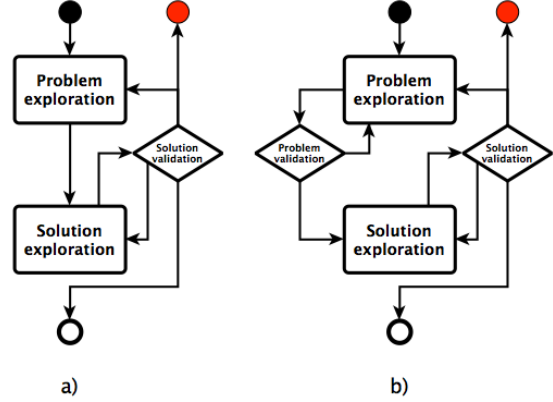 Problem
exploration
Solution
validation
Solution
exploration
a)
Problem
exploration
Problem
validation
Solution
validation
Solution
exploration
b)